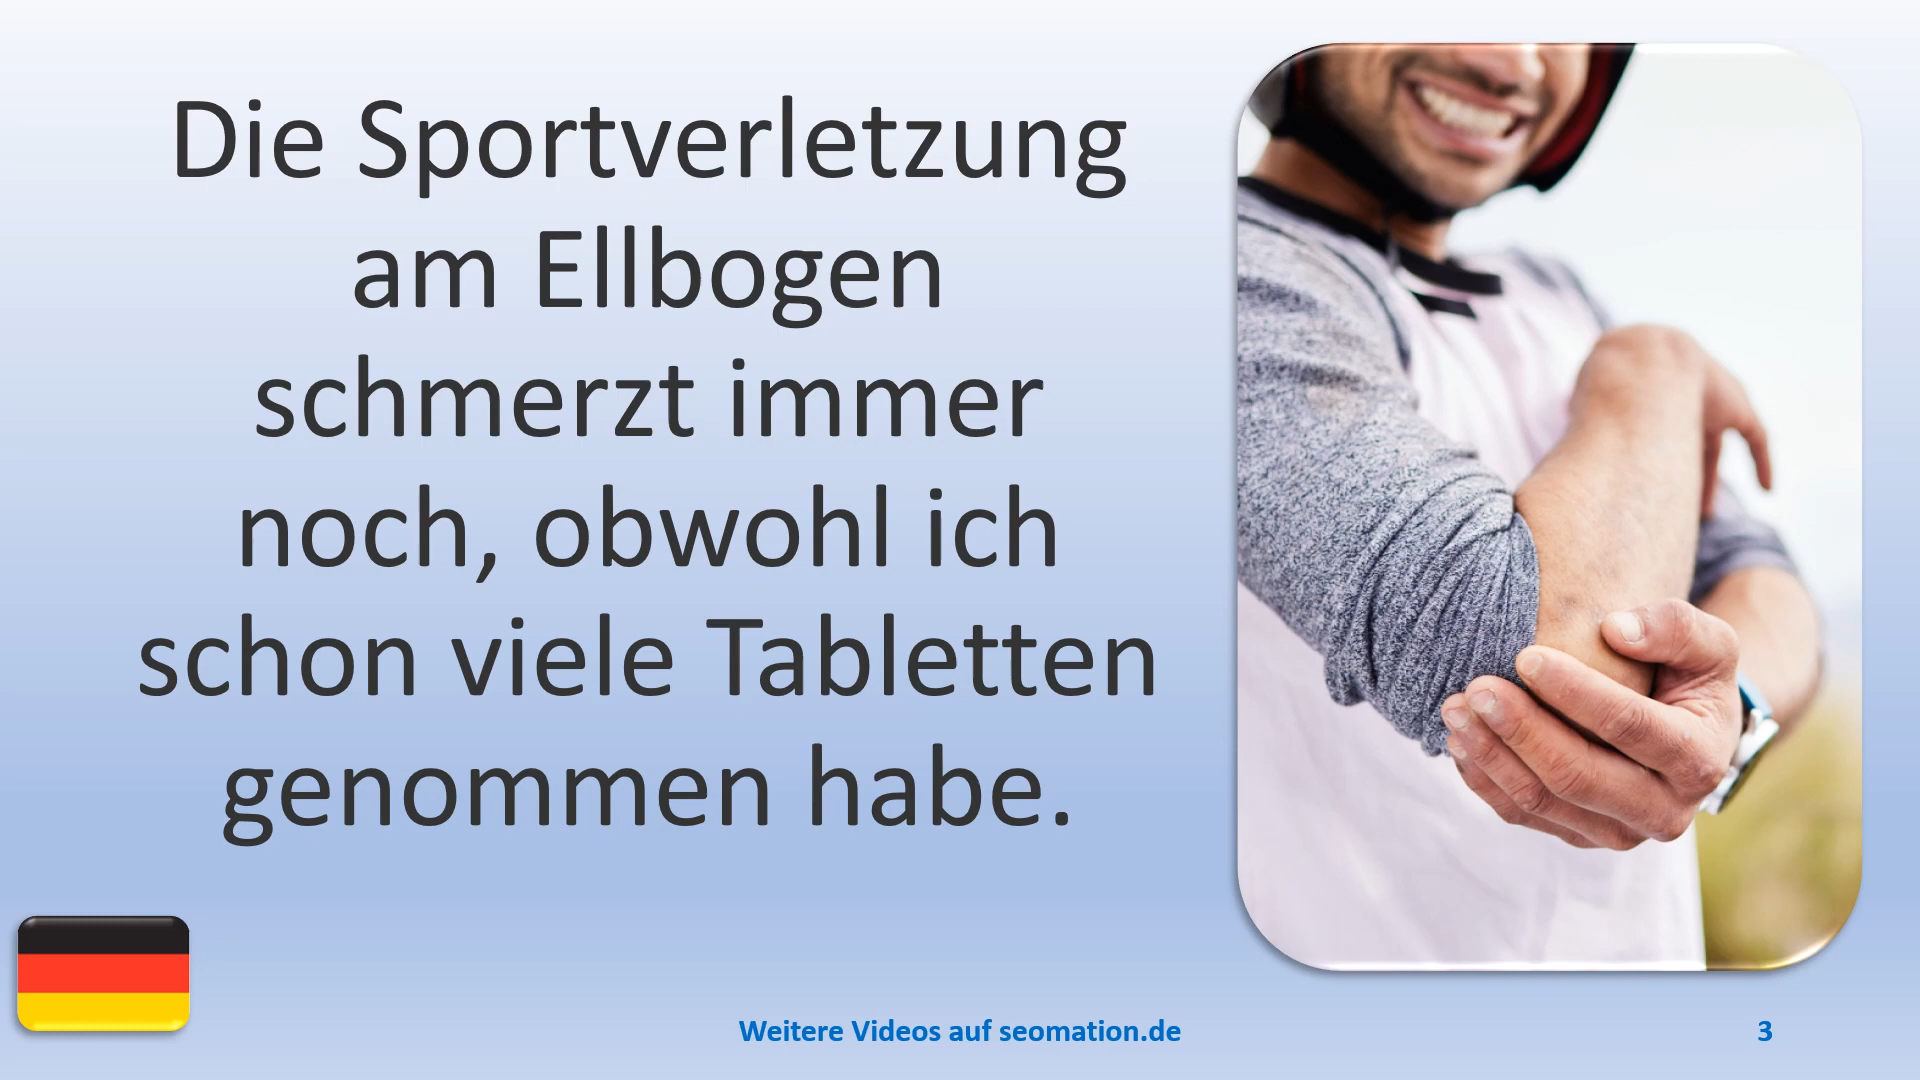 Die Sportverletzung
am Ellbogen
schmerzt immer
noch, obwohl ich
schon viele Tabletten
genommen habe.
Weitere Videos auf seomation.de
3